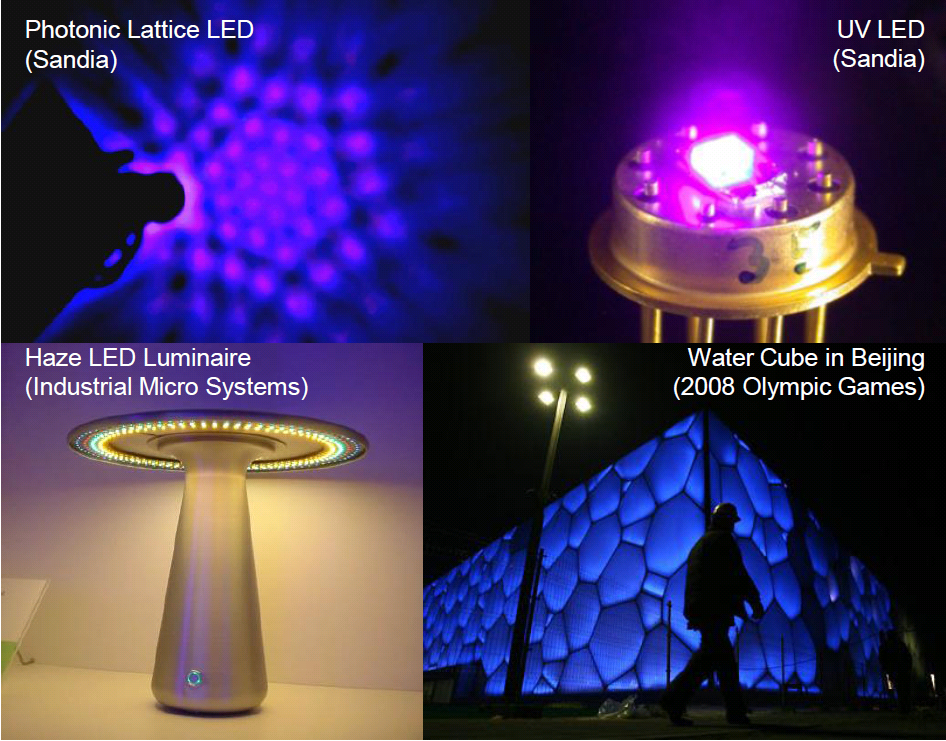 Photonic Lattice LED
(Sandia)
UV LED
(Sandia)
35
Haze LED Luminaire
(Industrial Micro Systems)
Water Cube in Beijing
(2008 Olympic Games)